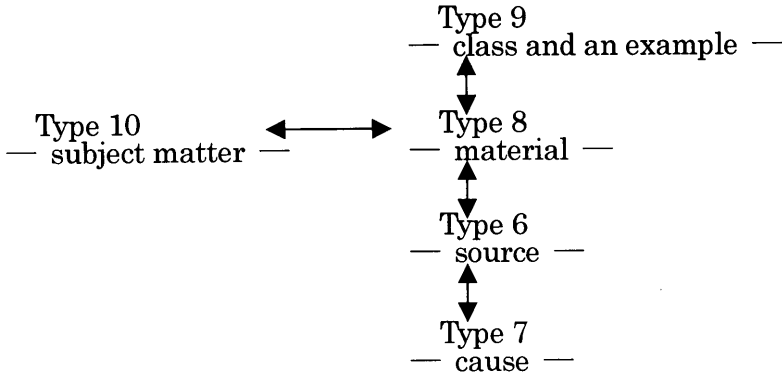 Type 9
— class and an example —
Type 10
— subject matter —
Type 8
— material —
Type 6
— source —
Type 7
— cause —